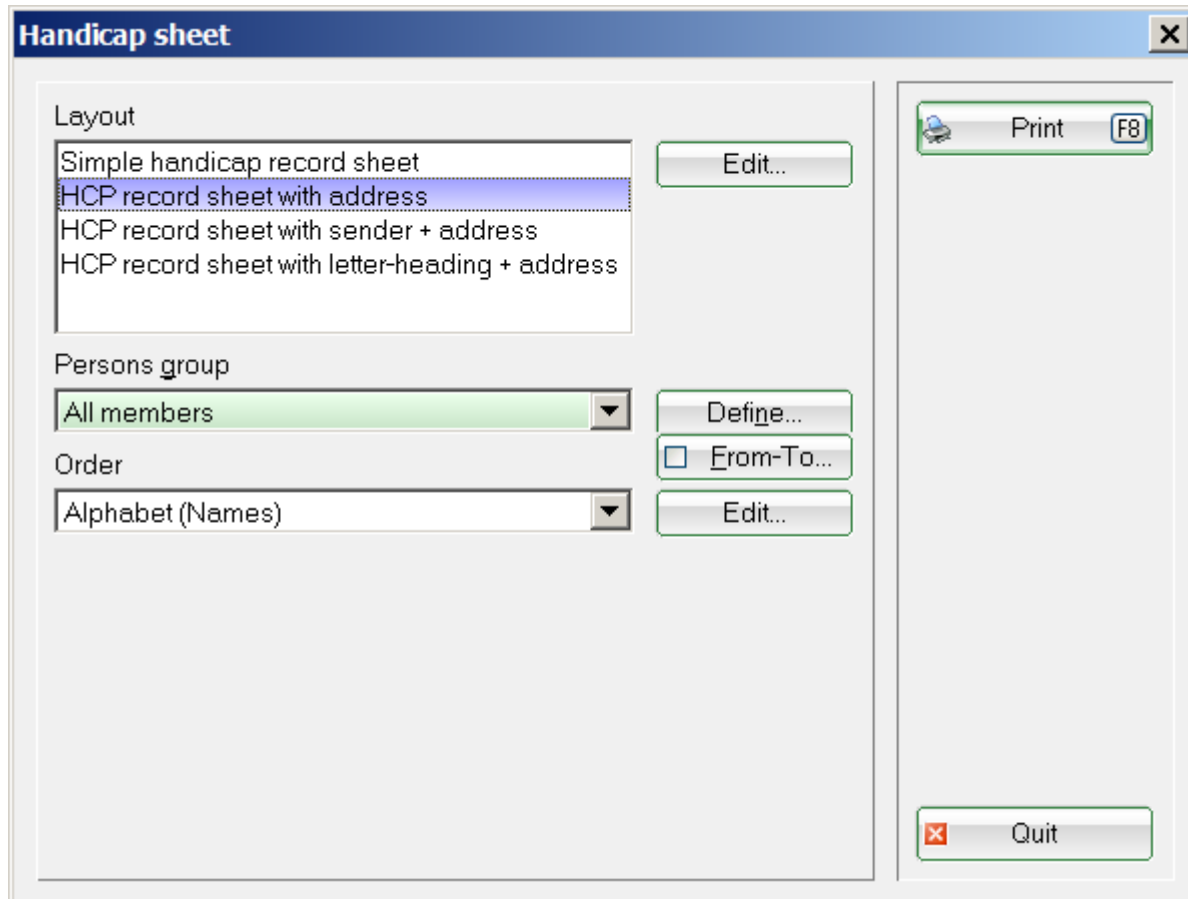 Handicap sheet
Layout
Simple handicap record sheet
HCP record sheet with address
HCP record sheet with sender + address
HCP record sheet with letter-heading + address
Edit...
Persons group
All members
Define...
From-To...
Order
Alphabet (Names)
Edit...
Print F8
Quit